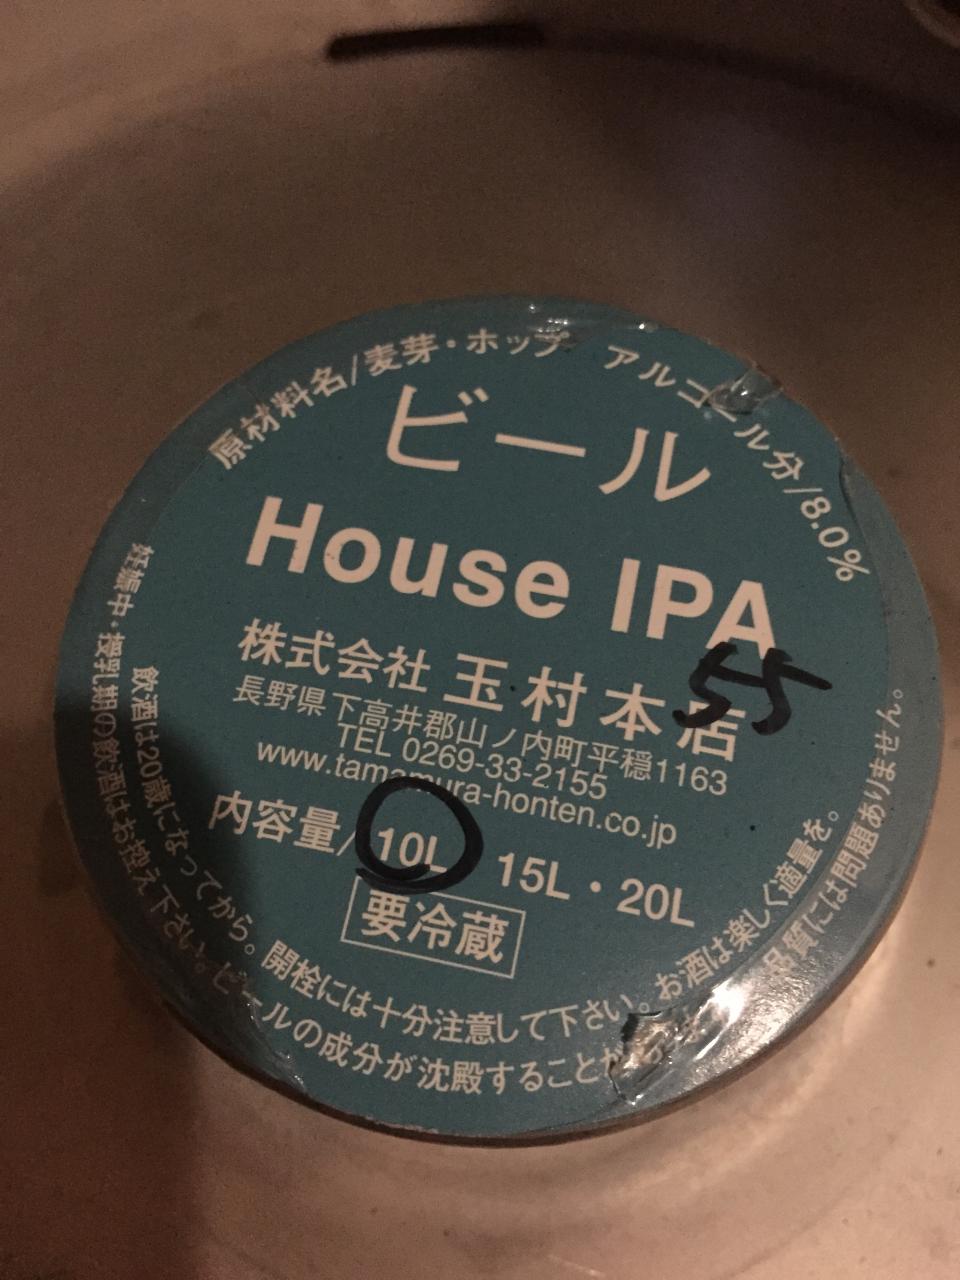 原材料名/麦芽・ホップ アルコール分/8.0%
ビール
House IPA
55
株式会社 玉村本店
長野県下高井郡山ノ内町平穏1163
TEL 0269-33-2155
www.tamamura-honten.co.jp
内容量/10L 15L・20L
要冷蔵
飲酒は20歳になってから。開栓には十分注意して下さい。お酒は楽しく適量を。
妊娠中・授乳期の飲酒はお控え下さい。ビールの成分が沈殿することが 品質には問題ありません。